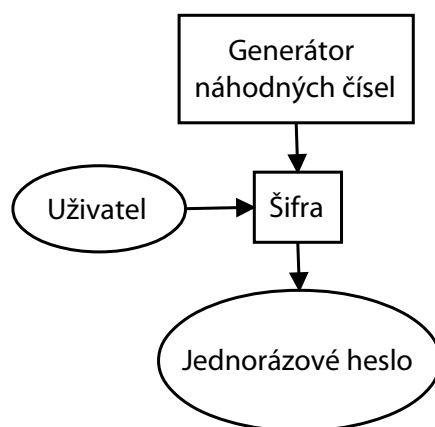 Generátor
náhodných čísel
Uživatel
Šifra
Jednorázové heslo